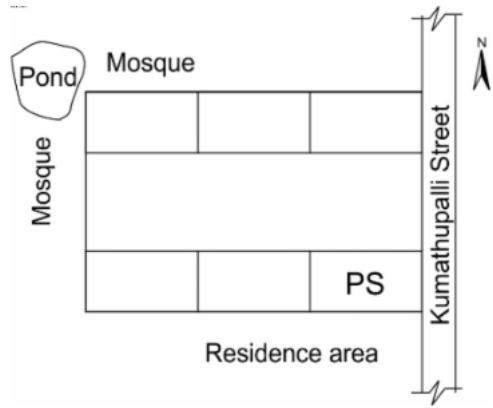 N
Mosque
Pond
Mosque
Kumathupalli Street
PS
Residence area